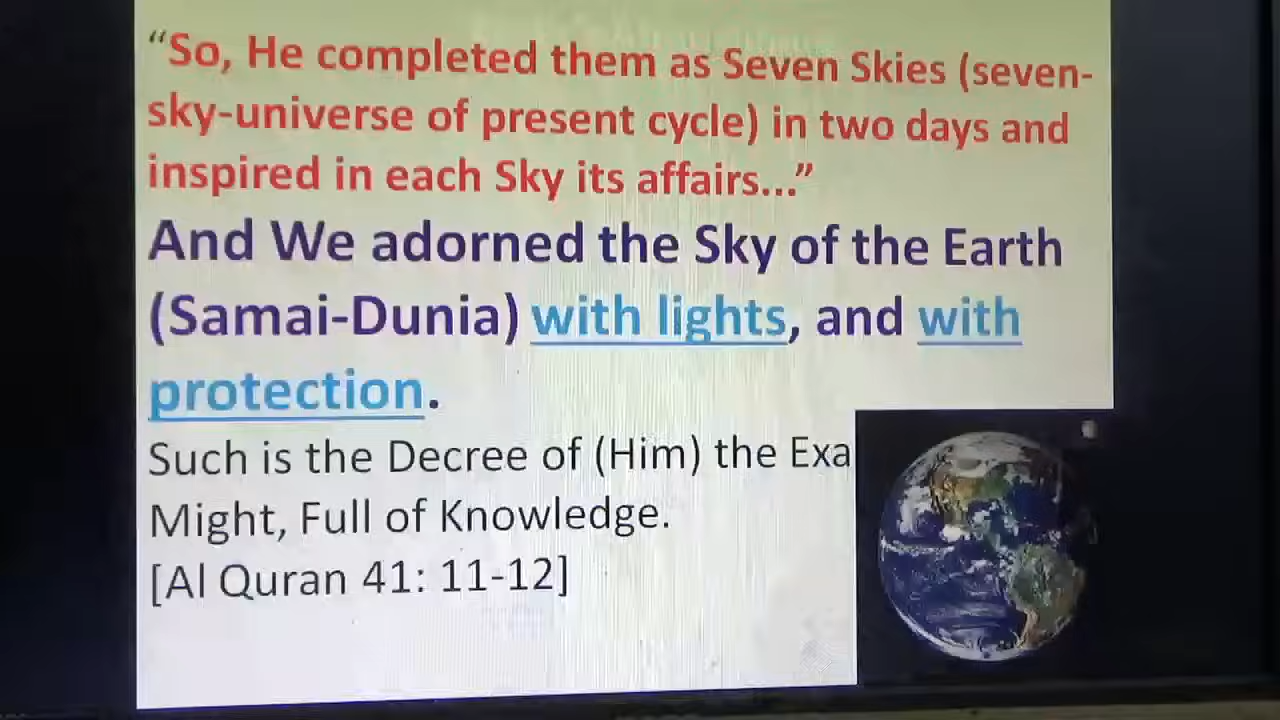 “So, He completed them as Seven Skies (seven-
sky-universe of present cycle) in two days and
inspired in each Sky its affairs...”
And We adorned the Sky of the Earth
(Samai-Dunia) with lights, and with
protection.
Such is the Decree of (Him) the Exa
Might, Full of Knowledge.
[Al Quran 41: 11-12]